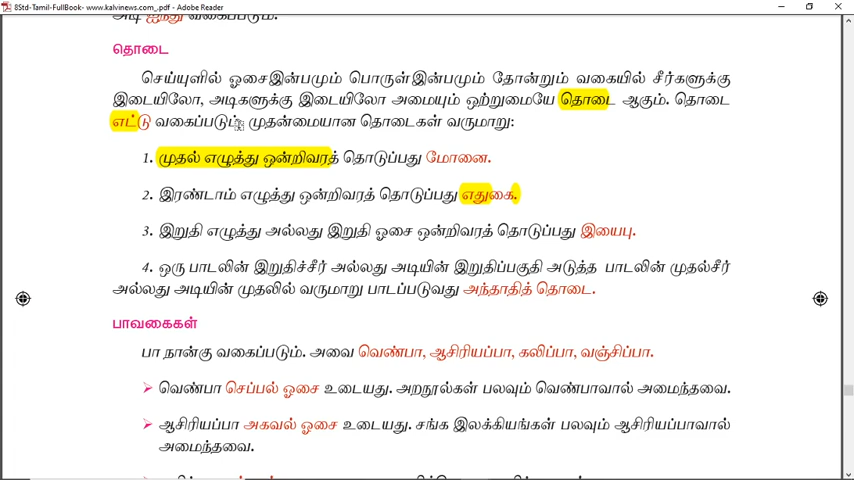 8Std-Tamil-FullBook- www.kalvinews.com_.pdf - Adobe Reader
அடி ஐந்து வகைப்படும்.
தொடை
செய்யுளில் ஓசைஇன்பமும் பொருள்இன்பமும் தோன்றும் வகையில் சீர்களுக்கு
இடையிலோ, அடிகளுக்கு இடையிலோ அமையும் ஒற்றுமையே தொடை ஆகும். தொடை
எட்டு வகைப்படும். முதன்மையான தொடைகள் வருமாறு:
1. முதல் எழுத்து ஒன்றிவரத் தொடுப்பது மோனை.
2. இரண்டாம் எழுத்து ஒன்றிவரத் தொடுப்பது எதுகை.
3. இறுதி எழுத்து அல்லது இறுதி ஓசை ஒன்றிவரத் தொடுப்பது இயைபு.
4. ஒரு பாடலின் இறுதிச்சீர் அல்லது அடியின் இறுதிப்பகுதி அடுத்த பாடலின் முதல்சீர்
அல்லது அடியின் முதலில் வருமாறு பாடப்படுவது அந்தாதித் தொடை.
பாவகைகள்
பா நான்கு வகைப்படும். அவை வெண்பா, ஆசிரியப்பா, கலிப்பா, வஞ்சிப்பா.
வெண்பா செப்பல் ஓசை உடையது. அறநூல்கள் பலவும் வெண்பாவால் அமைந்தவை.
ஆசிரியப்பா அகவல் ஓசை உடையது. சங்க இலக்கியங்கள் பலவும் ஆசிரியப்பாவால்
அமைந்தவை.